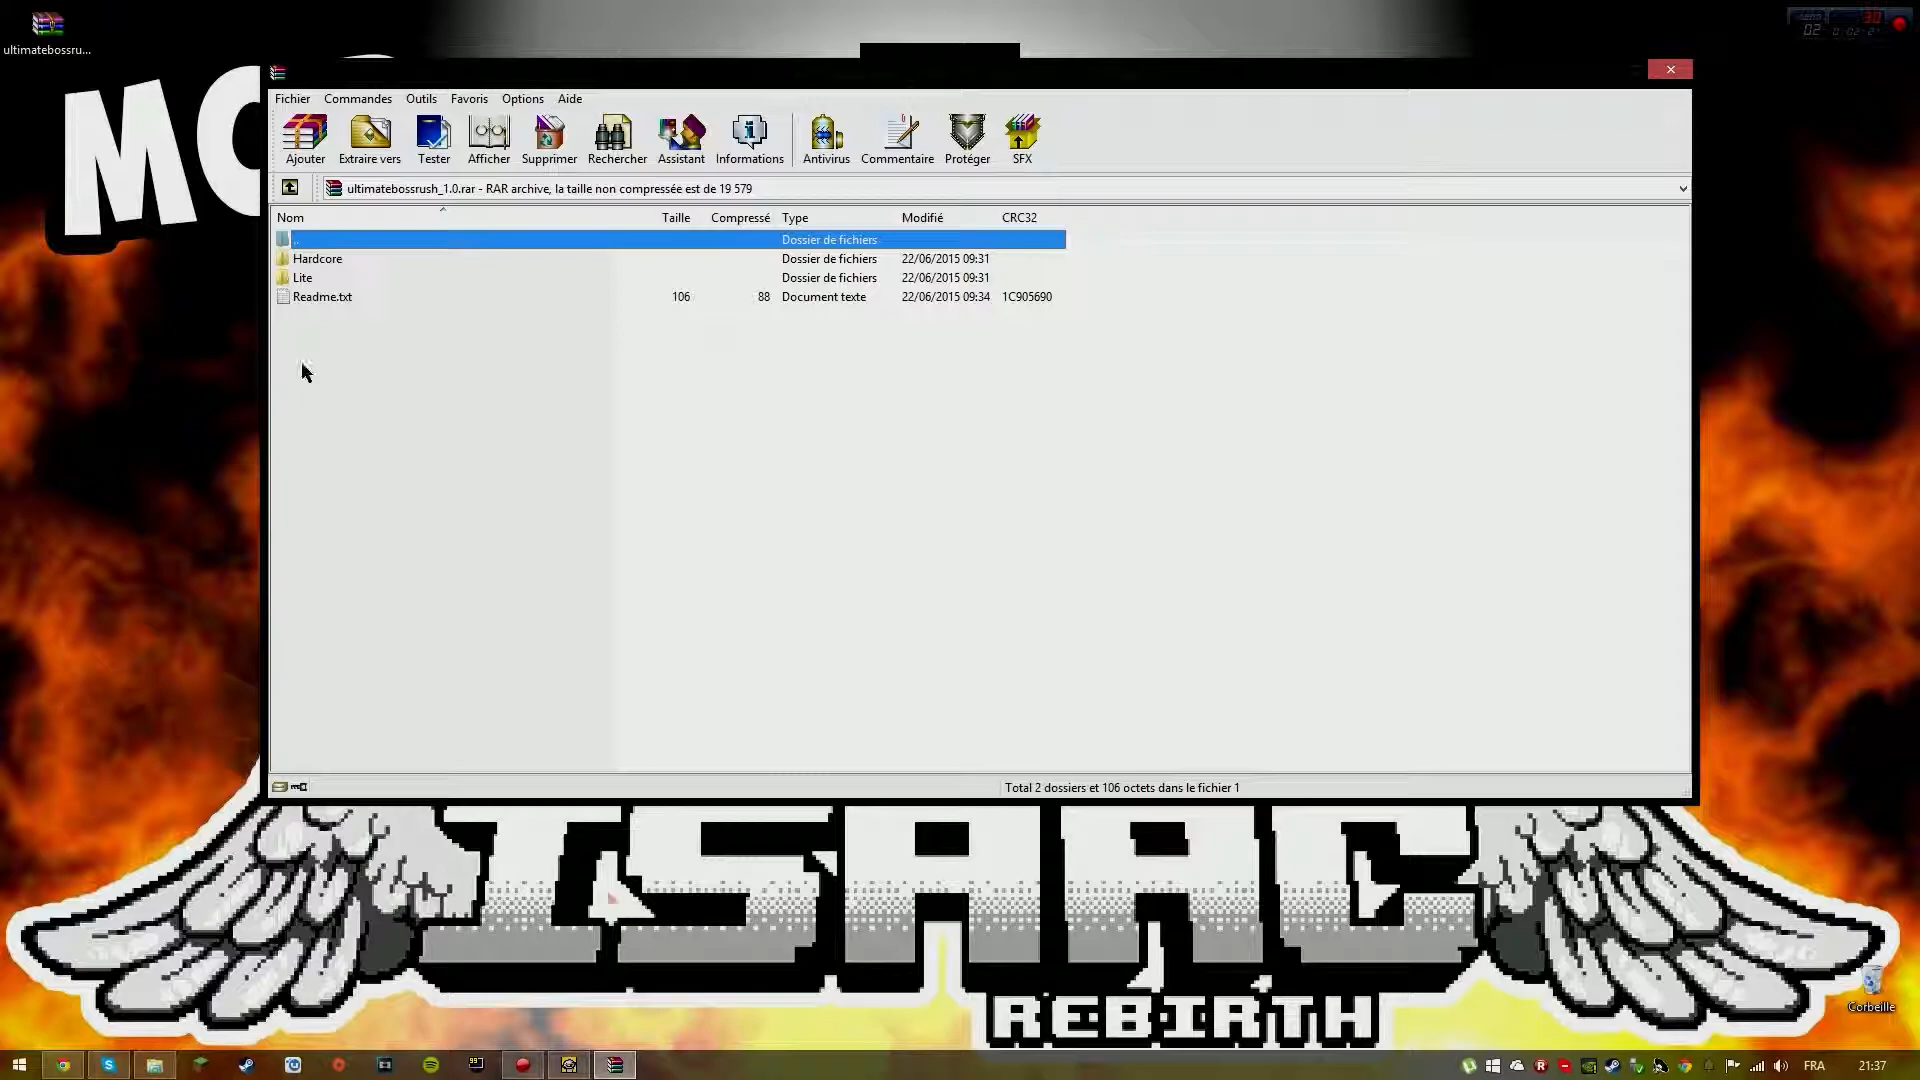 ultimatebossru...
MO
Fichier Commandes Outils Favoris Options Aide
Ajouter Extraire vers Tester Afficher Supprimer Rechercher Assistant Informations Antivirus Commentaire Protéger SFX
ultimatebossrush_1.0.rar - RAR archive, la taille non compressée est de 19 579
Nom Taille Compressé Type Modifié CRC32
.. Dossier de fichiers
Hardcore Dossier de fichiers 22/06/2015 09:31
Lite Dossier de fichiers 22/06/2015 09:31
Readme.txt 106 88 Document texte 22/06/2015 09:34 1C905690
Total 2 dossiers et 106 octets dans le fichier 1
ISAAC
REBIRTH
Corbeille
FRA 21:37